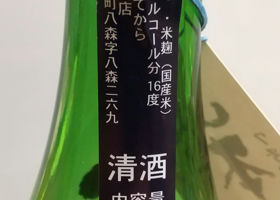 ・米麹（国産米）
ルコール分 16度
てから
店
町八森字八森二六九
清酒
内容量